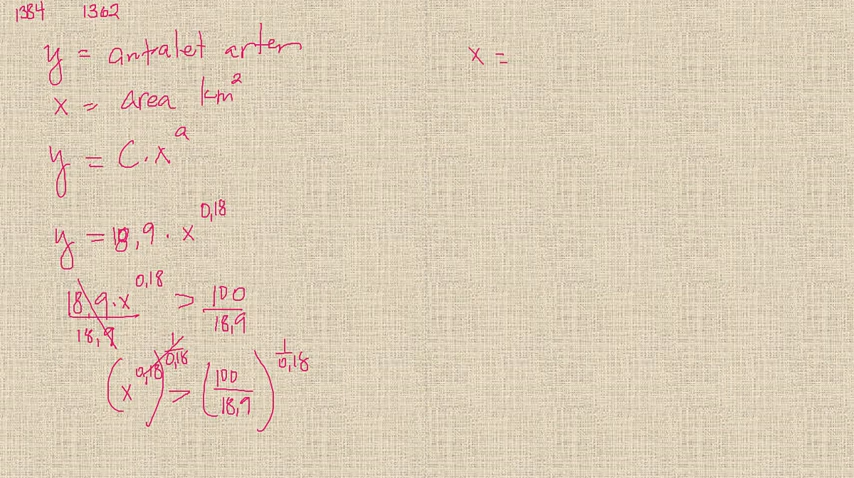 1384 1362
y = antalet arter
x = area km²
y = C·x^a
y = 18,9 · x^0,18
18,9·x^0,18 / 18,9 > 100 / 18,9
(x^0,18)^(1/0,18) > (100/18,9)^(1/0,18)
x =